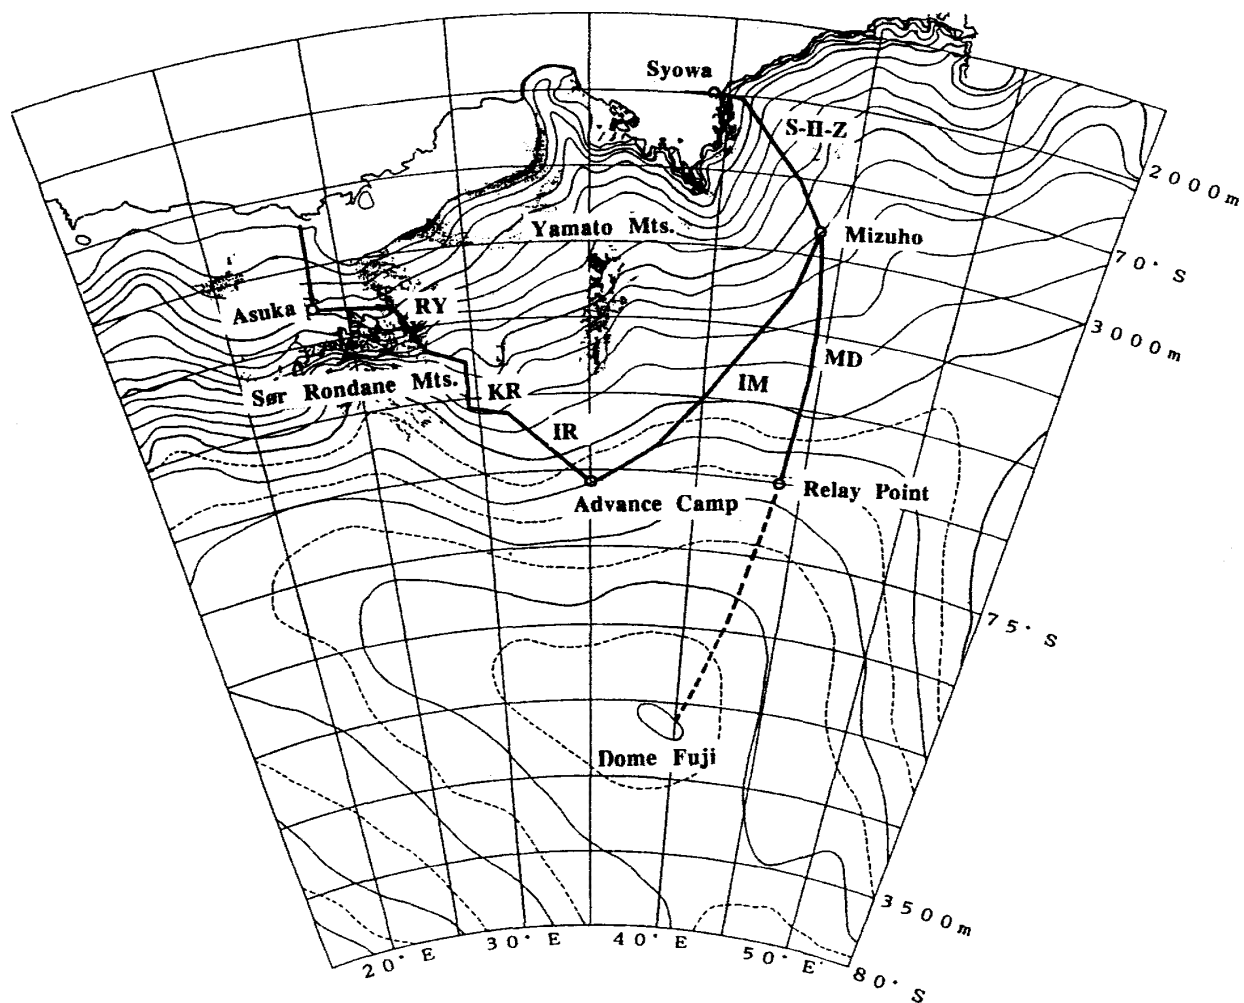 Syowa
S-H-Z
2000m
Yamato Mts.
Mizuho
70° S
Asuka
RY
3000m
MD
IM
Sør Rondane Mts.
KR
IR
Advance Camp
Relay Point
75° S
Dome Fuji
3500m
20° E
30° E
40° E
50° E
80° S